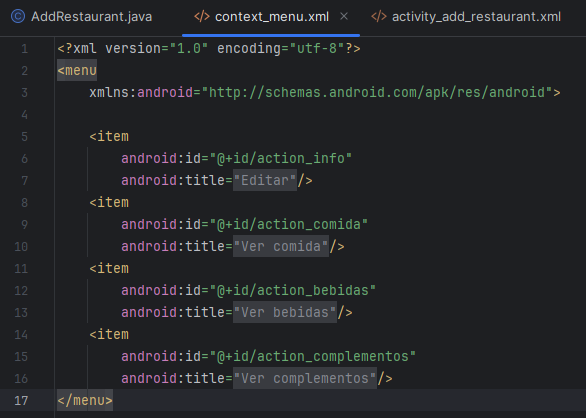 AddRestaurant.java context_menu.xml activity_add_restaurant.xml
1 <?xml version="1.0" encoding="utf-8"?>
2 <menu
3 xmlns:android="http://schemas.android.com/apk/res/android">
4
5 <item
6 android:id="@+id/action_info"
7 android:title="Editar"/>
8 <item
9 android:id="@+id/action_comida"
10 android:title="Ver comida"/>
11 <item
12 android:id="@+id/action_bebidas"
13 android:title="Ver bebidas"/>
14 <item
15 android:id="@+id/action_complementos"
16 android:title="Ver complementos"/>
17 </menu>